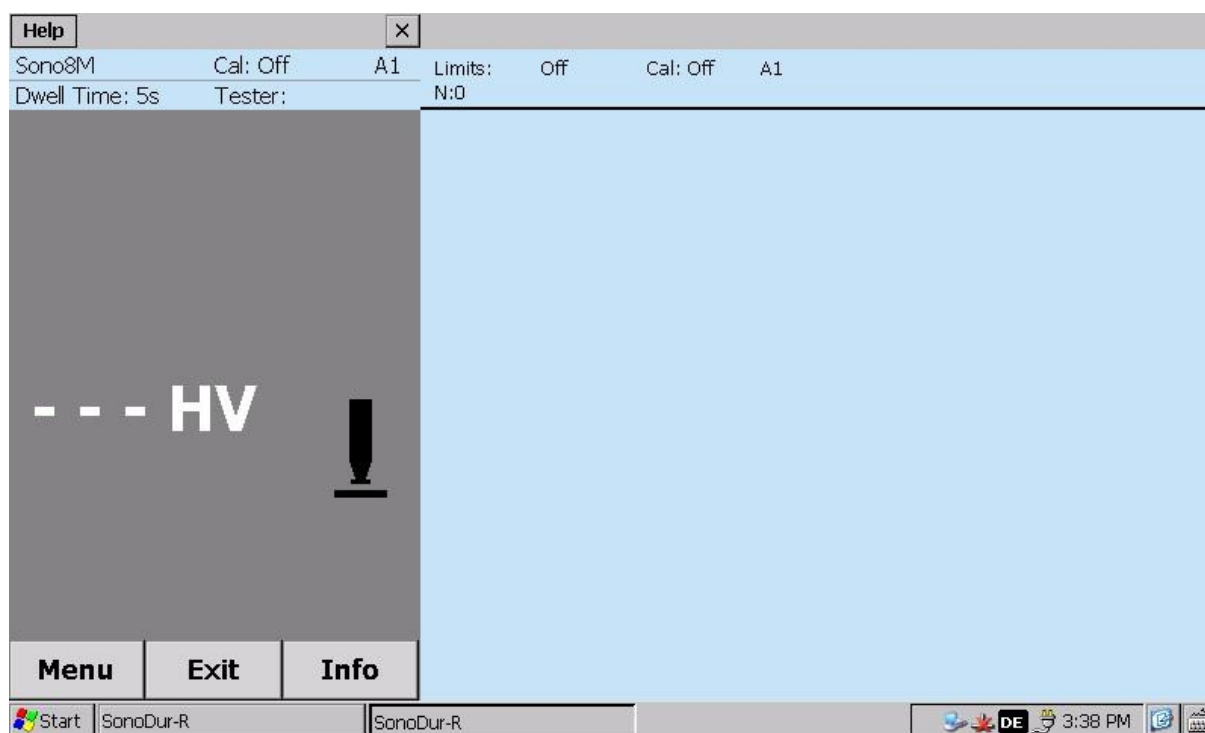 Help ×
Sono8M Cal: Off A1
Dwell Time: 5s Tester:
Limits: Off Cal: Off A1
N:0
- - - HV
Menu Exit Info
Start SonoDur-R SonoDur-R DE 3:38 PM